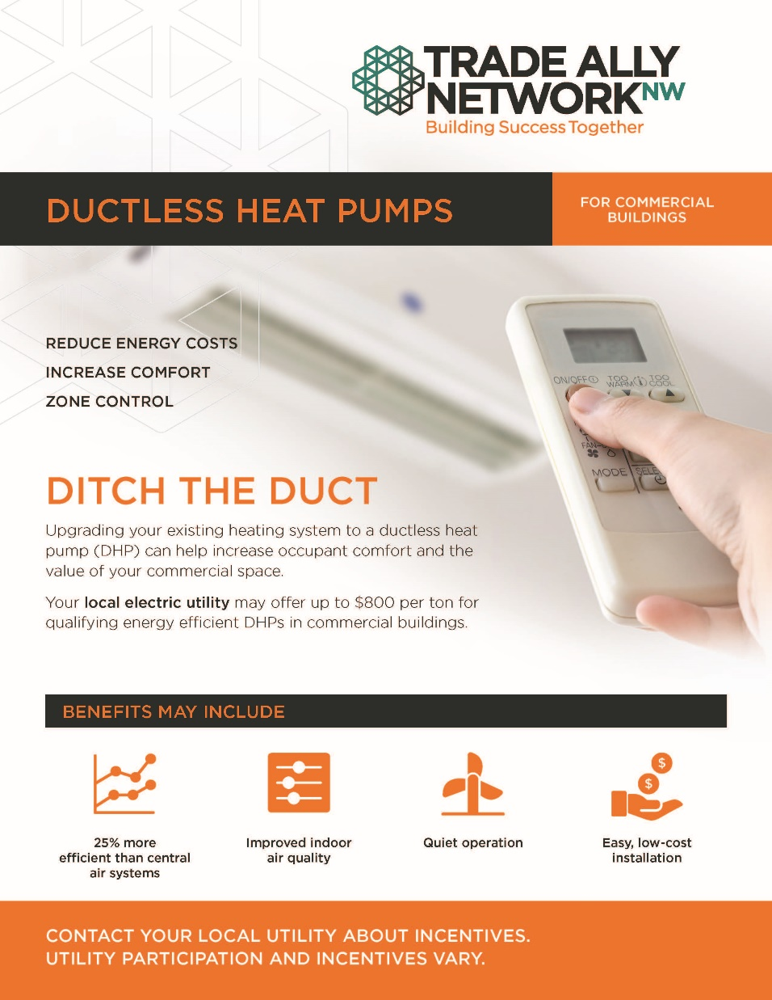 TRADE ALLY
NETWORKNW
Building Success Together
DUCTLESS HEAT PUMPS
FOR COMMERCIAL
BUILDINGS
REDUCE ENERGY COSTS
INCREASE COMFORT
ZONE CONTROL
ON/OFF
TOO
WARM
TOO
COOL
FAN
MODE
DITCH THE DUCT
Upgrading your existing heating system to a ductless heat
pump (DHP) can help increase occupant comfort and the
value of your commercial space.
Your local electric utility may offer up to $800 per ton for
qualifying energy efficient DHPs in commercial buildings.
BENEFITS MAY INCLUDE
$
$
25% more
efficient than central
air systems
Improved indoor
air quality
Quiet operation
Easy, low-cost
installation
CONTACT YOUR LOCAL UTILITY ABOUT INCENTIVES.
UTILITY PARTICIPATION AND INCENTIVES VARY.